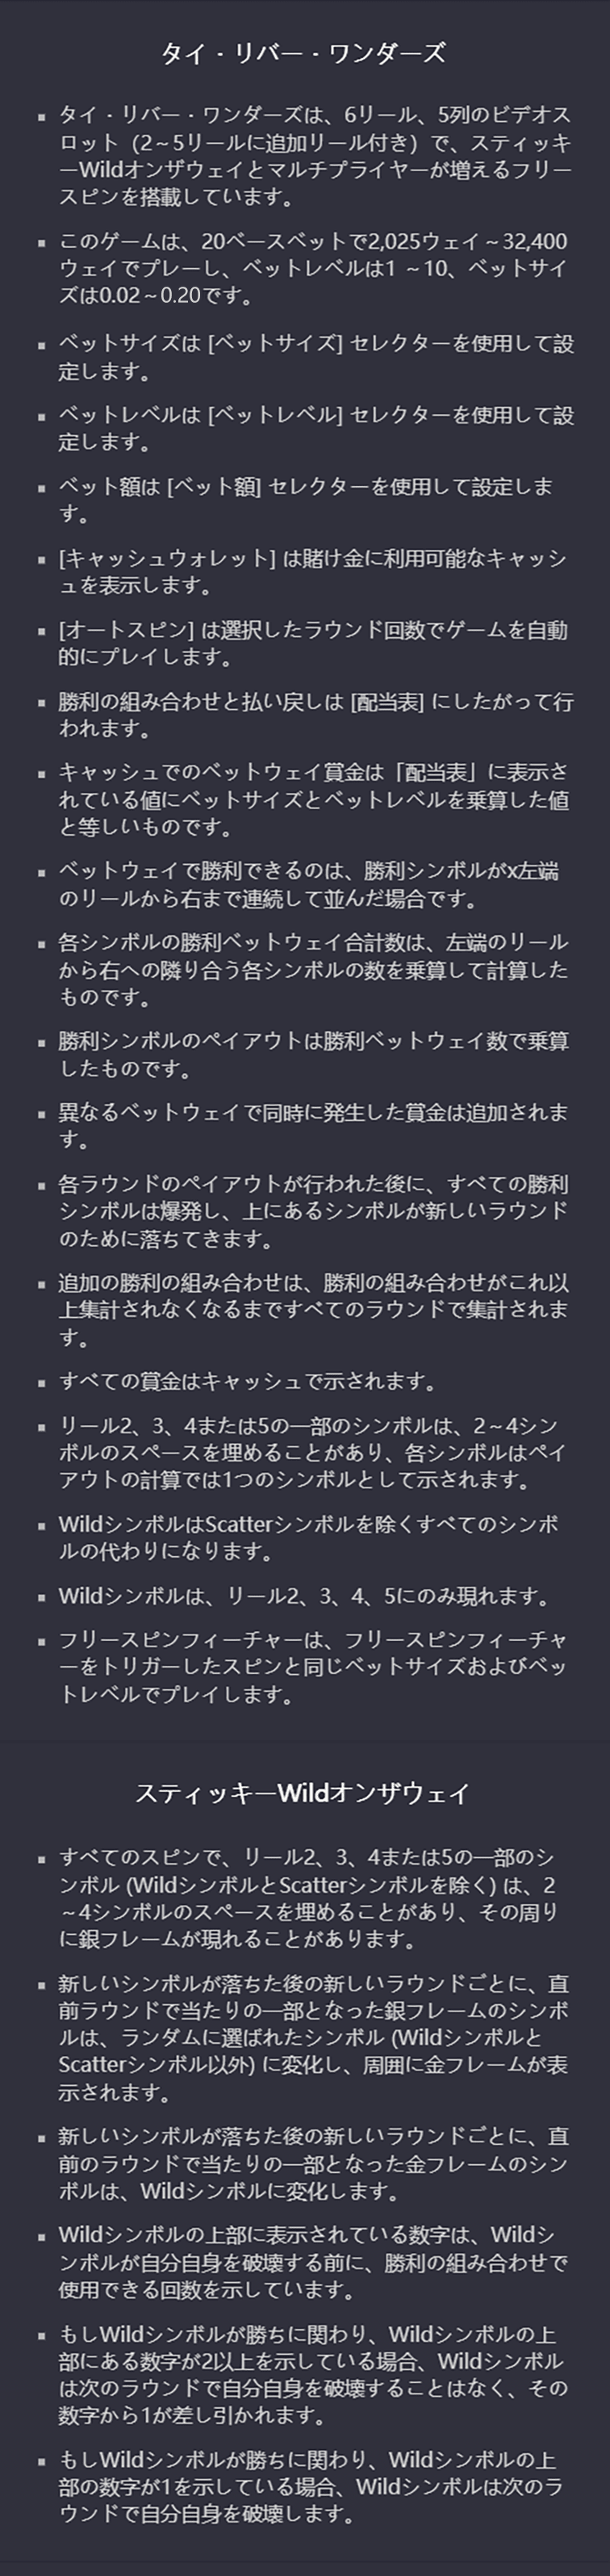 タイ・リバー・ワンダーズ
▪ タイ・リバー・ワンダーズは、6リール、5列のビデオス
ロット（2～5リールに追加リール付き）で、スティッキ
ーWildオンザウェイとマルチプライヤーが増えるフリー
スピンを搭載しています。
▪ このゲームは、20ベースベットで2,025ウェイ～32,400
ウェイでプレーし、ベットレベルは1 ～10、ベットサイ
ズは0.02～0.20です。
▪ ベットサイズは [ベットサイズ] セレクターを使用して設
定します。
▪ ベットレベルは [ベットレベル] セレクターを使用して設
定します。
▪ ベット額は [ベット額] セレクターを使用して設定しま
す。
▪ [キャッシュウォレット] は賭け金に利用可能なキャッシ
ュを表示します。
▪ [オートスピン] は選択したラウンド回数でゲームを自動
的にプレイします。
▪ 勝利の組み合わせと払い戻しは [配当表] にしたがって行
われます。
▪ キャッシュでのベットウェイ賞金は「配当表」に表示さ
れている値にベットサイズとベットレベルを乗算した値
と等しいものです。
▪ ベットウェイで勝利できるのは、勝利シンボルがx左端
のリールから右まで連続して並んだ場合です。
▪ 各シンボルの勝利ベットウェイ合計数は、左端のリール
から右への隣り合う各シンボルの数を乗算して計算した
ものです。
▪ 勝利シンボルのペイアウトは勝利ベットウェイ数で乗算
したものです。
▪ 異なるベットウェイで同時に発生した賞金は追加されま
す。
▪ 各ラウンドのペイアウトが行われた後に、すべての勝利
シンボルは爆発し、上にあるシンボルが新しいラウンド
のために落ちてきます。
▪ 追加の勝利の組み合わせは、勝利の組み合わせがこれ以
上集計されなくなるまですべてのラウンドで集計されま
す。
▪ すべての賞金はキャッシュで示されます。
▪ リール2、3、4または5の一部のシンボルは、2～4シン
ボルのスペースを埋めることがあり、各シンボルはペイ
アウトの計算では1つのシンボルとして示されます。
▪ WildシンボルはScatterシンボルを除くすべてのシンボ
ルの代わりになります。
▪ Wildシンボルは、リール2、3、4、5にのみ現れます。
▪ フリースピンフィーチャーは、フリースピンフィーチャ
ーをトリガーしたスピンと同じベットサイズおよびベッ
トレベルでプレイします。
スティッキーWildオンザウェイ
▪ すべてのスピンで、リール2、3、4または5の一部のシ
ンボル (WildシンボルとScatterシンボルを除く) は、2
～4シンボルのスペースを埋めることがあり、その周り
に銀フレームが現れることがあります。
▪ 新しいシンボルが落ちた後の新しいラウンドごとに、直
前ラウンドで当たりの一部となった銀フレームのシンボ
ルは、ランダムに選ばれたシンボル (Wildシンボルと
Scatterシンボル以外) に変化し、周囲に金フレームが表
示されます。
▪ 新しいシンボルが落ちた後の新しいラウンドごとに、直
前のラウンドで当たりの一部となった金フレームのシン
ボルは、Wildシンボルに変化します。
▪ Wildシンボルの上部に表示されている数字は、Wildシ
ンボルが自分自身を破壊する前に、勝利の組み合わせで
使用できる回数を示しています。
▪ もしWildシンボルが勝ちに関わり、Wildシンボルの上
部にある数字が2以上を示している場合、Wildシンボル
は次のラウンドで自分自身を破壊することはなく、その
数字から1が差し引かれます。
▪ もしWildシンボルが勝ちに関わり、Wildシンボルの上
部の数字が1を示している場合、Wildシンボルは次のラ
ウンドで自分自身を破壊します。